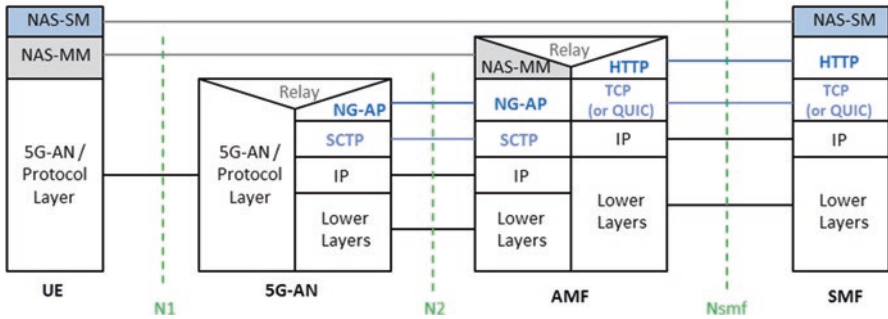 NAS-SM
NAS-MM
5G-AN /
Protocol
Layer
UE
N1
Relay
5G-AN /
Protocol
Layer
NG-AP
SCTP
IP
Lower
Layers
5G-AN
N2
Relay
NAS-MM
NG-AP
SCTP
IP
Lower
Layers
HTTP
TCP
(or QUIC)
IP
Lower
Layers
AMF
Nsmf
NAS-SM
HTTP
TCP
(or QUIC)
IP
Lower
Layers
SMF